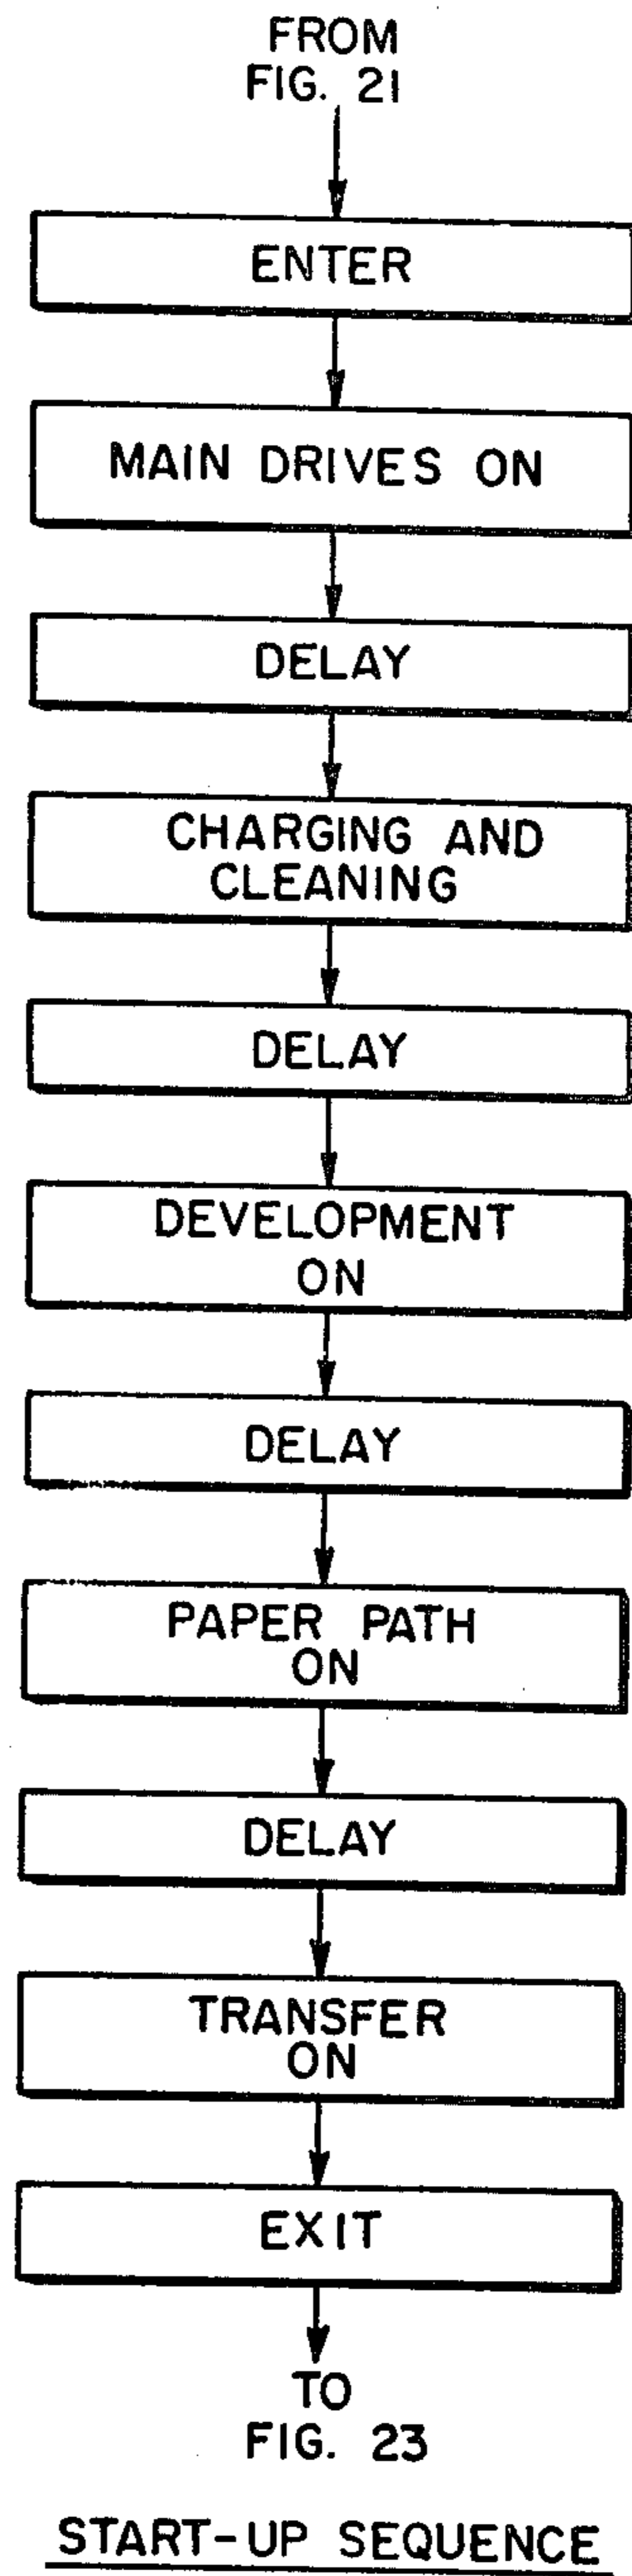 FROM
FIG. 21
ENTER
MAIN DRIVES ON
DELAY
CHARGING AND
CLEANING
DELAY
DEVELOPMENT
ON
DELAY
PAPER PATH
ON
DELAY
TRANSFER
ON
EXIT
TO
FIG. 23
START-UP SEQUENCE